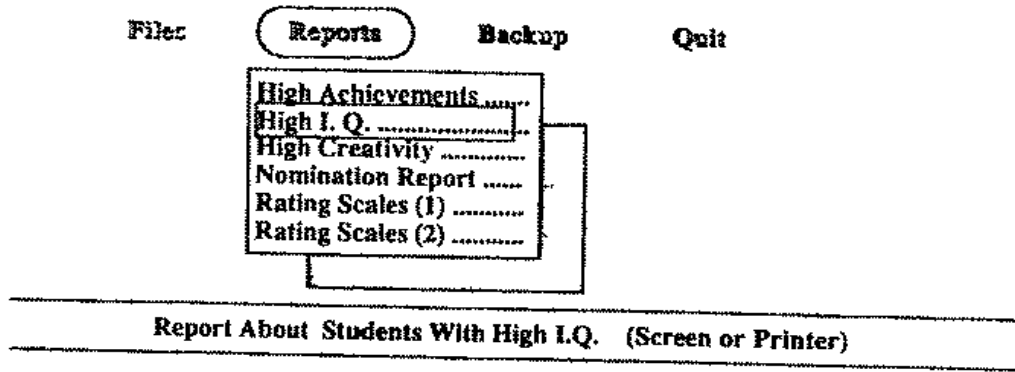 Files Reports Backup Quit
High Achievements ......
High I. Q. ......................
High Creativity ............
Nomination Report ......
Rating Scales (1) ...........
Rating Scales (2) ...........
Report About Students With High I.Q. (Screen or Printer)